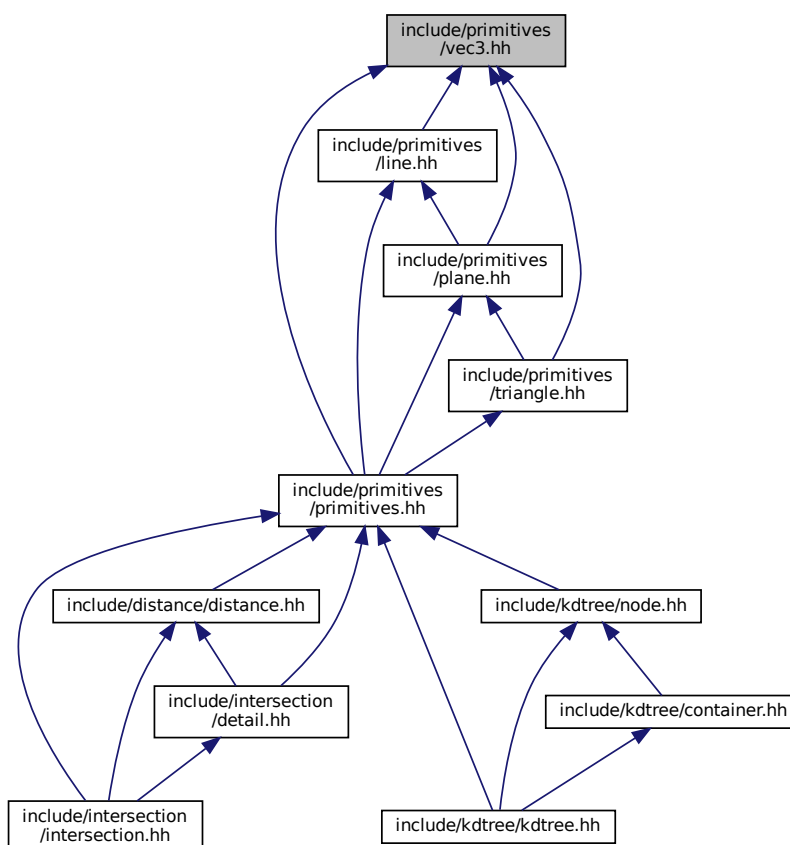 include/primitives
/vec3.hh
include/primitives
/line.hh
include/primitives
/plane.hh
include/primitives
/triangle.hh
include/primitives
/primitives.hh
include/distance/distance.hh
include/kdtree/node.hh
include/intersection
/detail.hh
include/kdtree/container.hh
include/intersection
/intersection.hh
include/kdtree/kdtree.hh